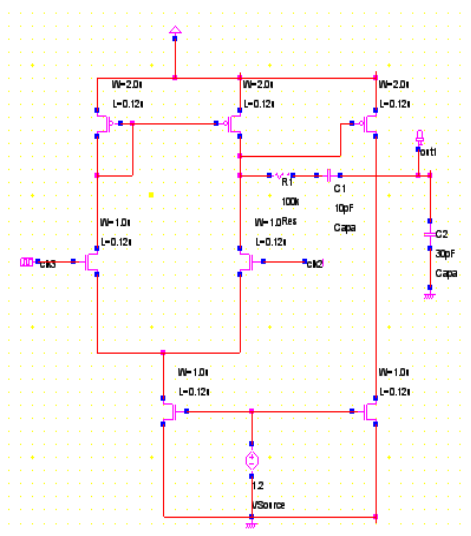 W=2.0u
L=0.12u
W=2.0u
L=0.12u
W=2.0u
L=0.12u
out1
R1
100k
Res
C1
10pF
Capa
W=1.0u
L=0.12u
W=1.0
L=0.12u
C2
30pF
Capa
clk3
clk2
W=1.0u
L=0.12u
W=1.0u
L=0.12u
1.2
VSource